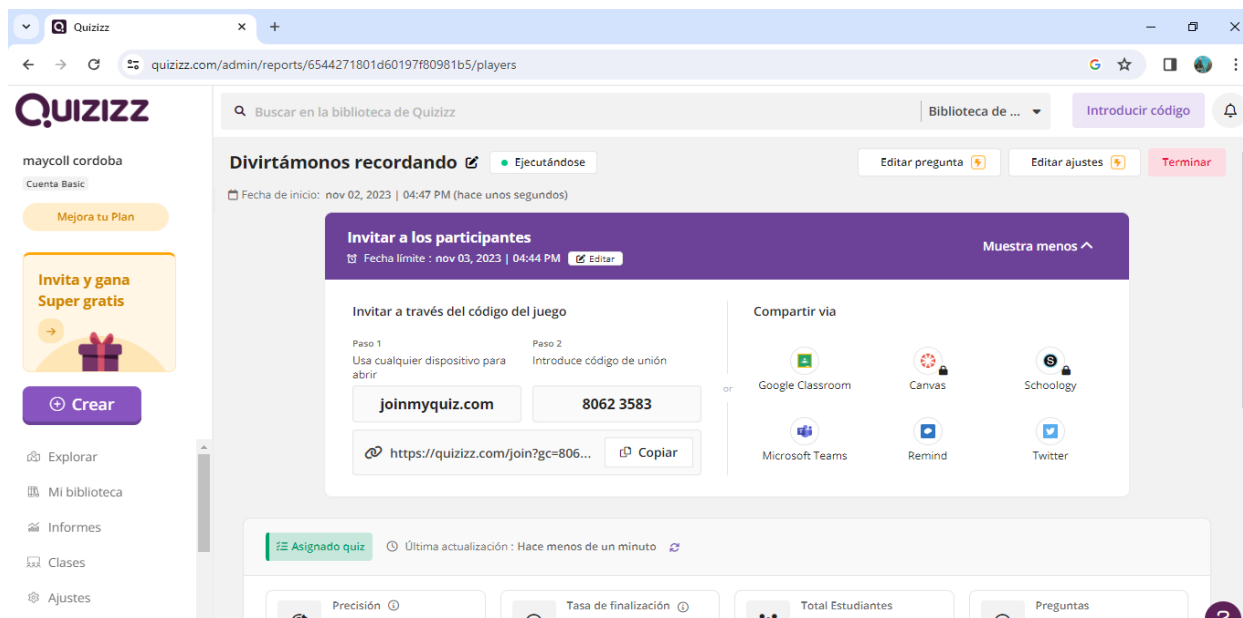 Quizizz
quizizz.com/admin/reports/6544271801d60197f80981b5/players
QUIZIZZ
Buscar en la biblioteca de Quizizz
Biblioteca de ...
Introducir código
maycoll cordoba
Cuenta Basic
Mejora tu Plan
Invita y gana
Super gratis
Crear
Explorar
Mi biblioteca
Informes
Clases
Ajustes
Divirtámonos recordando
Ejecutándose
Editar pregunta
Editar ajustes
Terminar
Fecha de inicio: nov 02, 2023 | 04:47 PM (hace unos segundos)
Invitar a los participantes
Fecha límite : nov 03, 2023 | 04:44 PM
Editar
Muestra menos
Invitar a través del código del juego
Paso 1
Usa cualquier dispositivo para
abrir
joinmyquiz.com
Paso 2
Introduce código de unión
8062 3583
https://quizizz.com/join?gc=806...
Copiar
or
Compartir via
Google Classroom
Canvas
Schoology
Microsoft Teams
Remind
Twitter
Asignado quiz
Última actualización : Hace menos de un minuto
Precisión
Tasa de finalización
Total Estudiantes
Preguntas